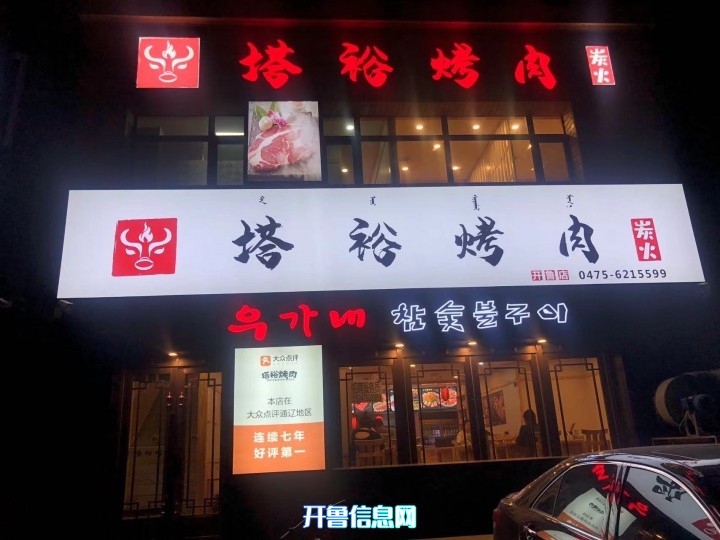 塔裕烤肉 炭火
塔裕烤肉 炭火
开鲁店 0475-6215599
우가네 참숯불구이
大众点评
塔裕烤肉
本店在
大众点评通辽地区
连续七年
好评第一
开鲁信息网